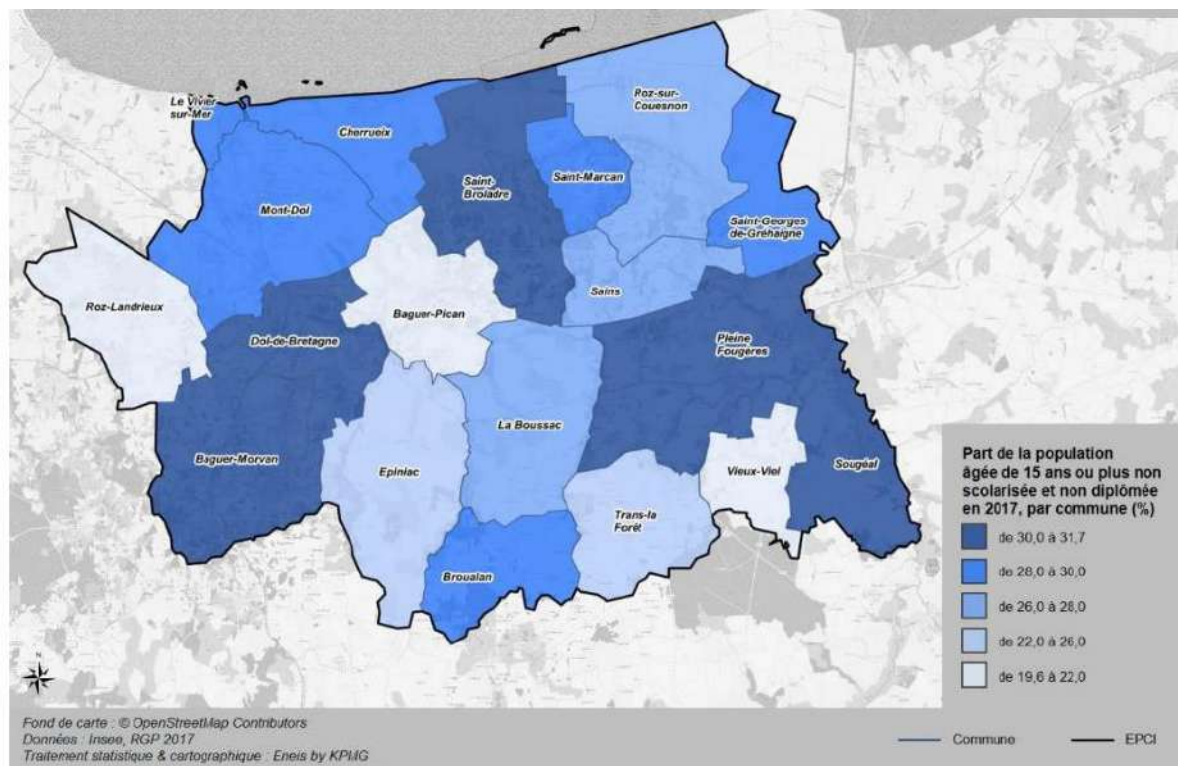 Le Vivier
sur-Mer
Cherrueix
Roz-sur-
Couesnon
Saint-
Broladre
Saint-Marcan
Mont-Dol
Saint-Georges
de-Gréhaigne
Roz-Landrieux
Sains
Baguer-Pican
Dol-de-Bretagne
Pleine
Fougères
La Boussac
Baguer-Morvan
Epiniac
Vieux-Viel
Sougéal
Trans-la
Forêt
Broualan
Part de la population
âgée de 15 ans ou plus non
scolarisée et non diplômée
en 2017, par commune (%)
de 30,0 à 31,7
de 28,0 à 30,0
de 26,0 à 28,0
de 22,0 à 26,0
de 19,6 à 22,0
N
Fond de carte : © OpenStreetMap Contributors
Données : Insee, RGP 2017
Traitement statistique & cartographique : Eneis by KPMG
Commune
EPCI